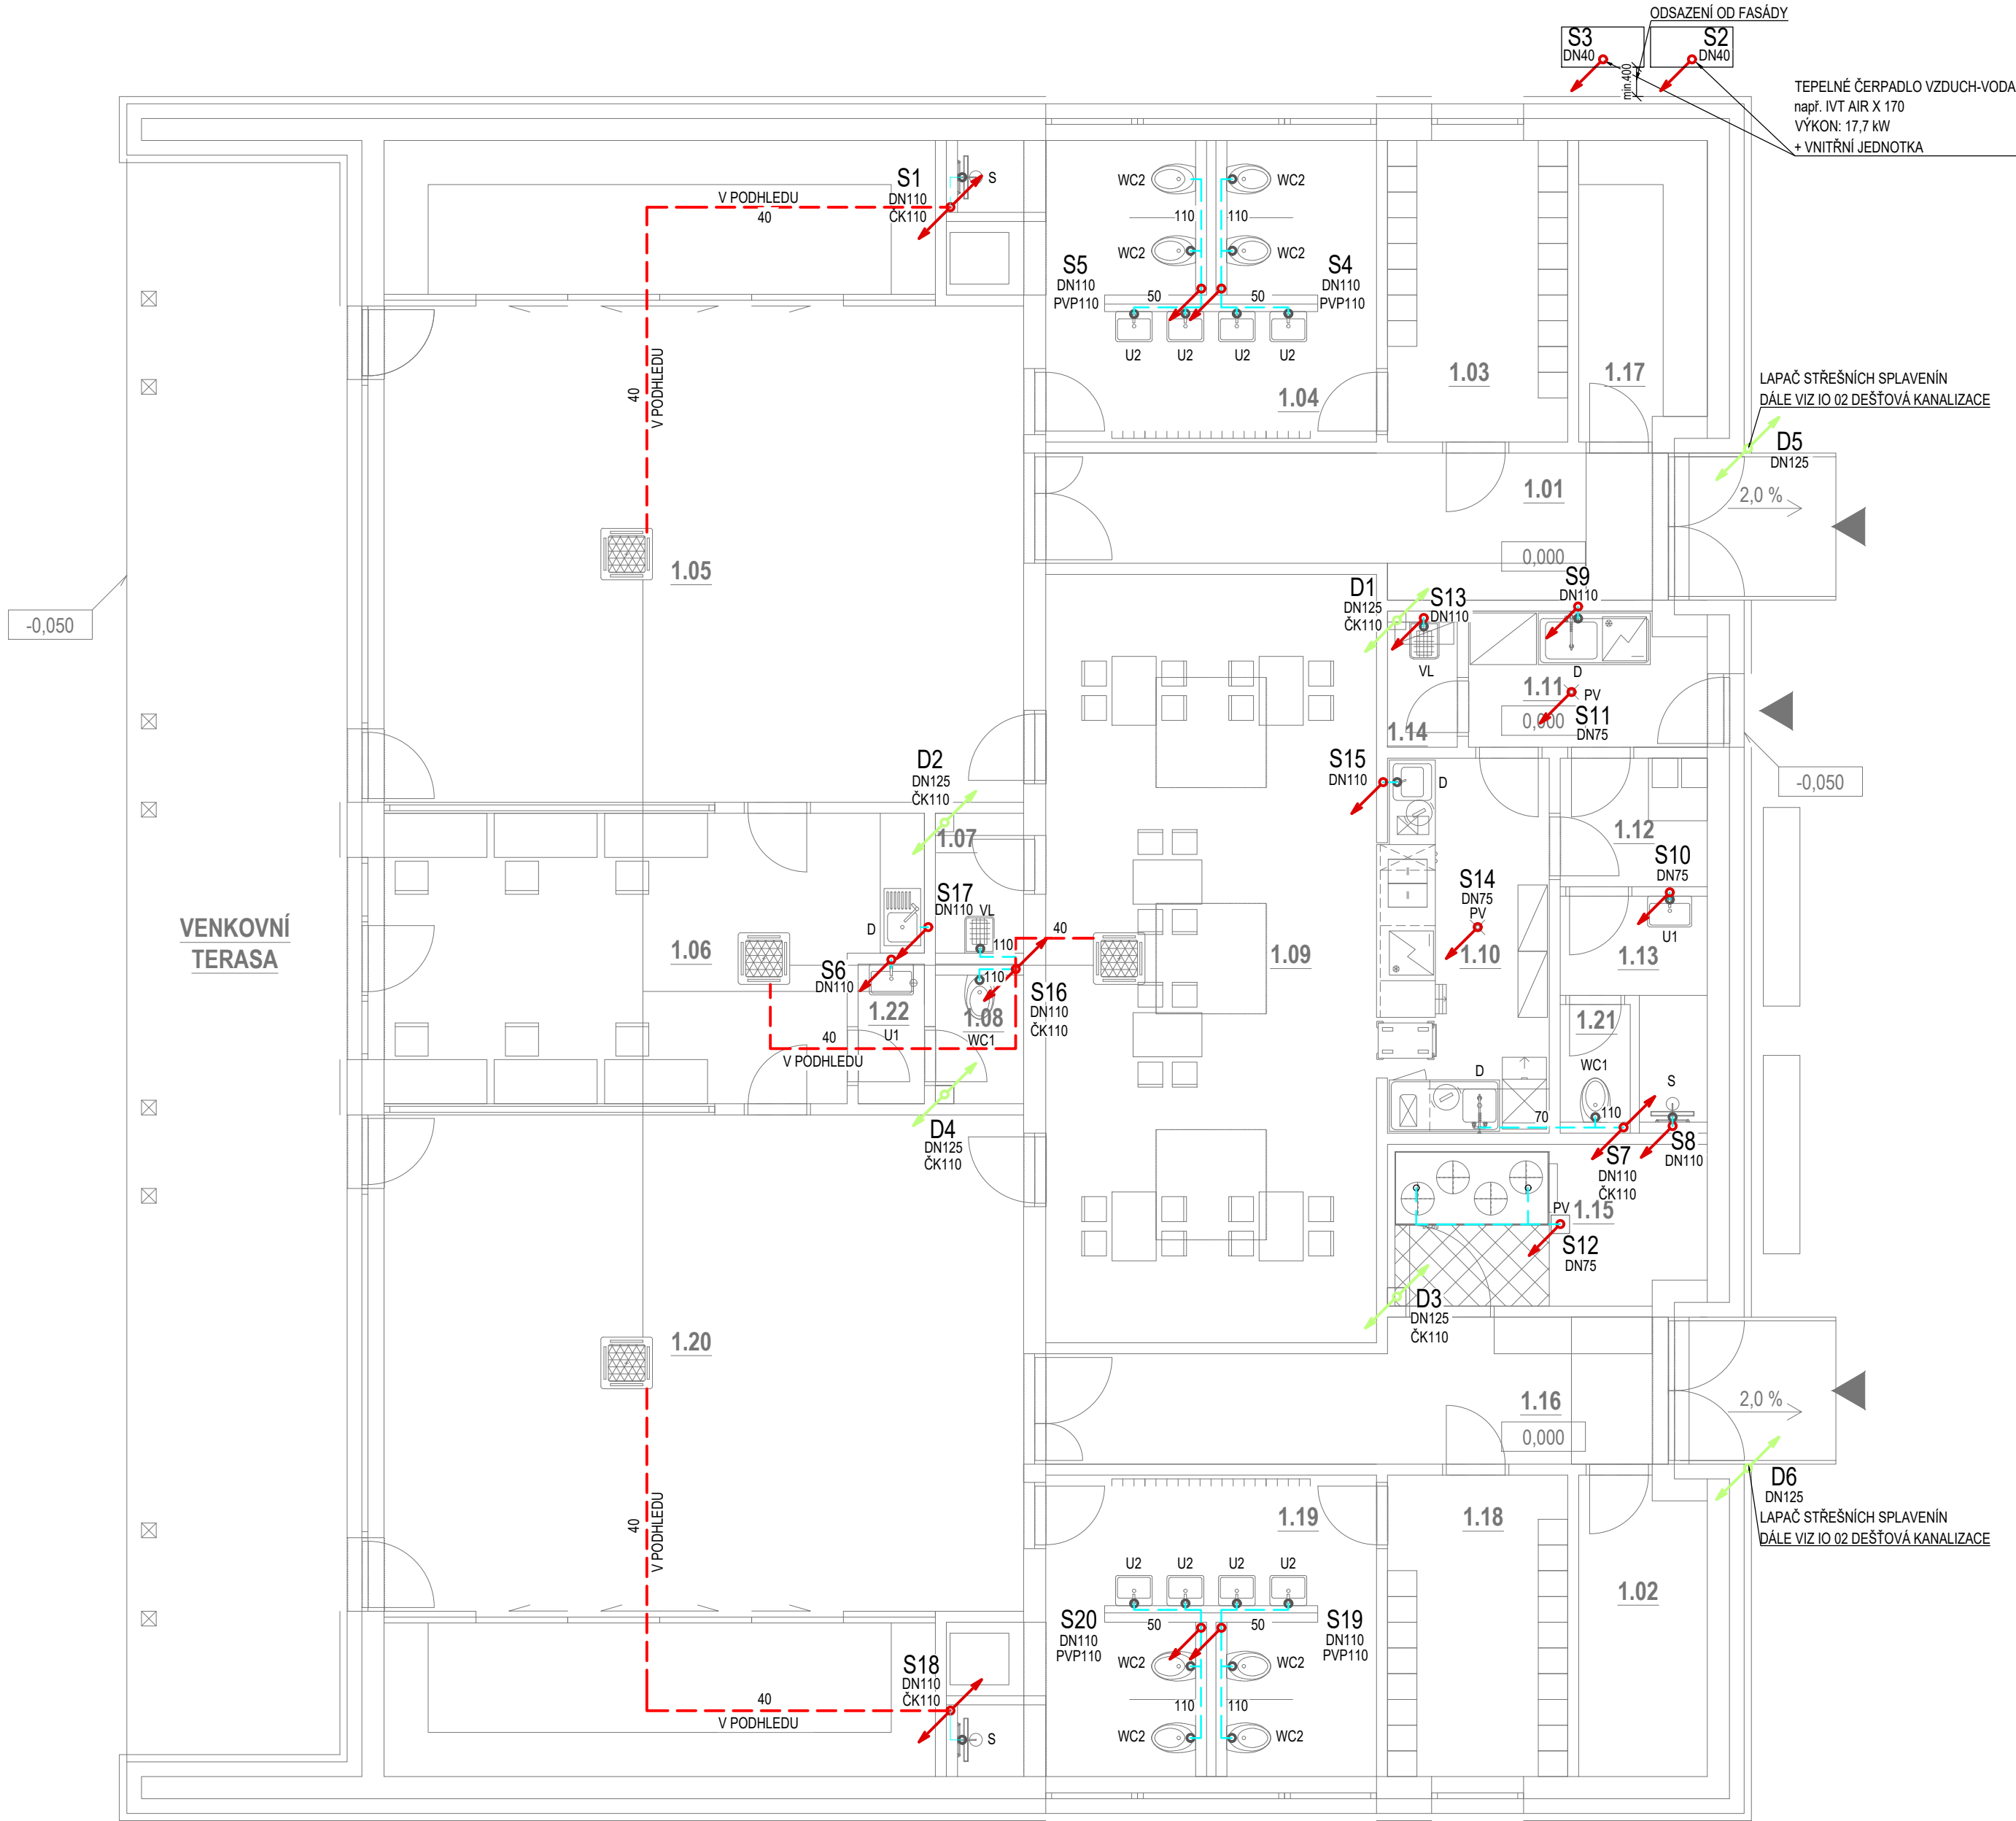 ODSAZENÍ OD FASÁDY
S3
DN40
S2
DN40
min.400
TEPELNÉ ČERPADLO VZDUCH-VODA
např. IVT AIR X 170
VÝKON: 17,7 kW
+ VNITŘNÍ JEDNOTKA
S1
DN110
ČK110
S
V PODHLEDU
40
WC2
WC2
110
110
WC2
WC2
S5
DN110
PVP110
S4
DN110
PVP110
50
50
U2
U2
U2
U2
40
V PODHLEDU
1.04
1.03
1.17
LAPAČ STŘEŠNÍCH SPLAVENÍN
DÁLE VIZ IO 02 DEŠŤOVÁ KANALIZACE
D5
DN125
2,0 %
1.01
0,000
1.05
-0,050
D1
DN125
ČK110
S13
DN110
S9
DN110
VL
D
1.11
PV
0,000
S11
DN75
1.14
S15
DN110
D
-0,050
D2
DN125
ČK110
1.07
1.12
S10
DN75
U1
1.13
S14
DN75
PV
1.10
S17
DN110
VL
D
110
40
VENKOVNÍ
TERASA
1.06
S6
DN110
110
S16
DN110
ČK110
1.09
1.22
U1
1.08
WC1
40
V PODHLEDU
1.21
WC1
S
D
70
110
D4
DN125
ČK110
S7
DN110
ČK110
S8
DN110
PV
1.15
S12
DN75
D3
DN125
ČK110
1.20
1.16
0,000
2,0 %
D6
DN125
LAPAČ STŘEŠNÍCH SPLAVENÍN
DÁLE VIZ IO 02 DEŠŤOVÁ KANALIZACE
40
V PODHLEDU
1.19
1.18
1.02
U2
U2
U2
U2
S20
DN110
PVP110
50
50
S19
DN110
PVP110
WC2
WC2
110
110
WC2
WC2
S18
DN110
ČK110
40
V PODHLEDU
S